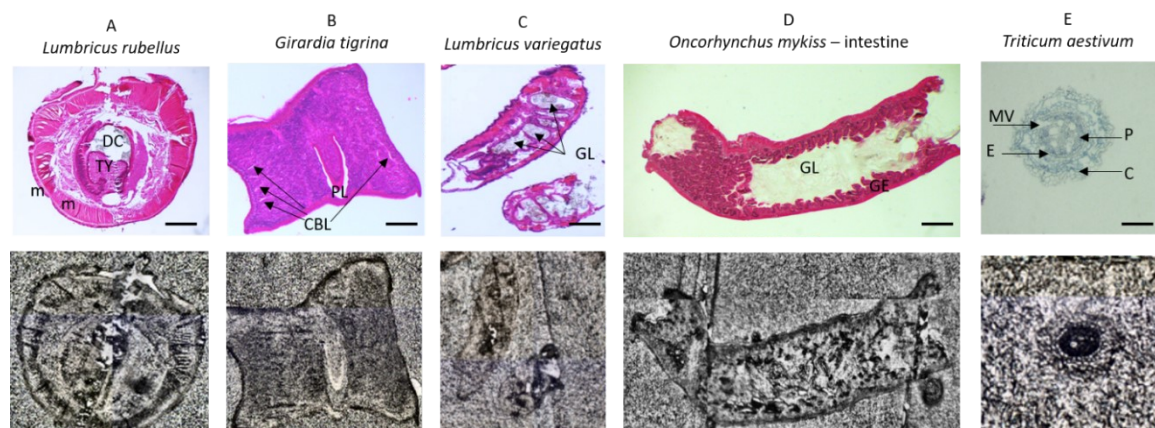 A
Lumbricus rubellus
B
Girardia tigrina
C
Lumbricus variegatus
D
Oncorhynchus mykiss – intestine
E
Triticum aestivum
DC
TY
m
m
PL
CBL
GL
GL
GE
MV
E
P
C